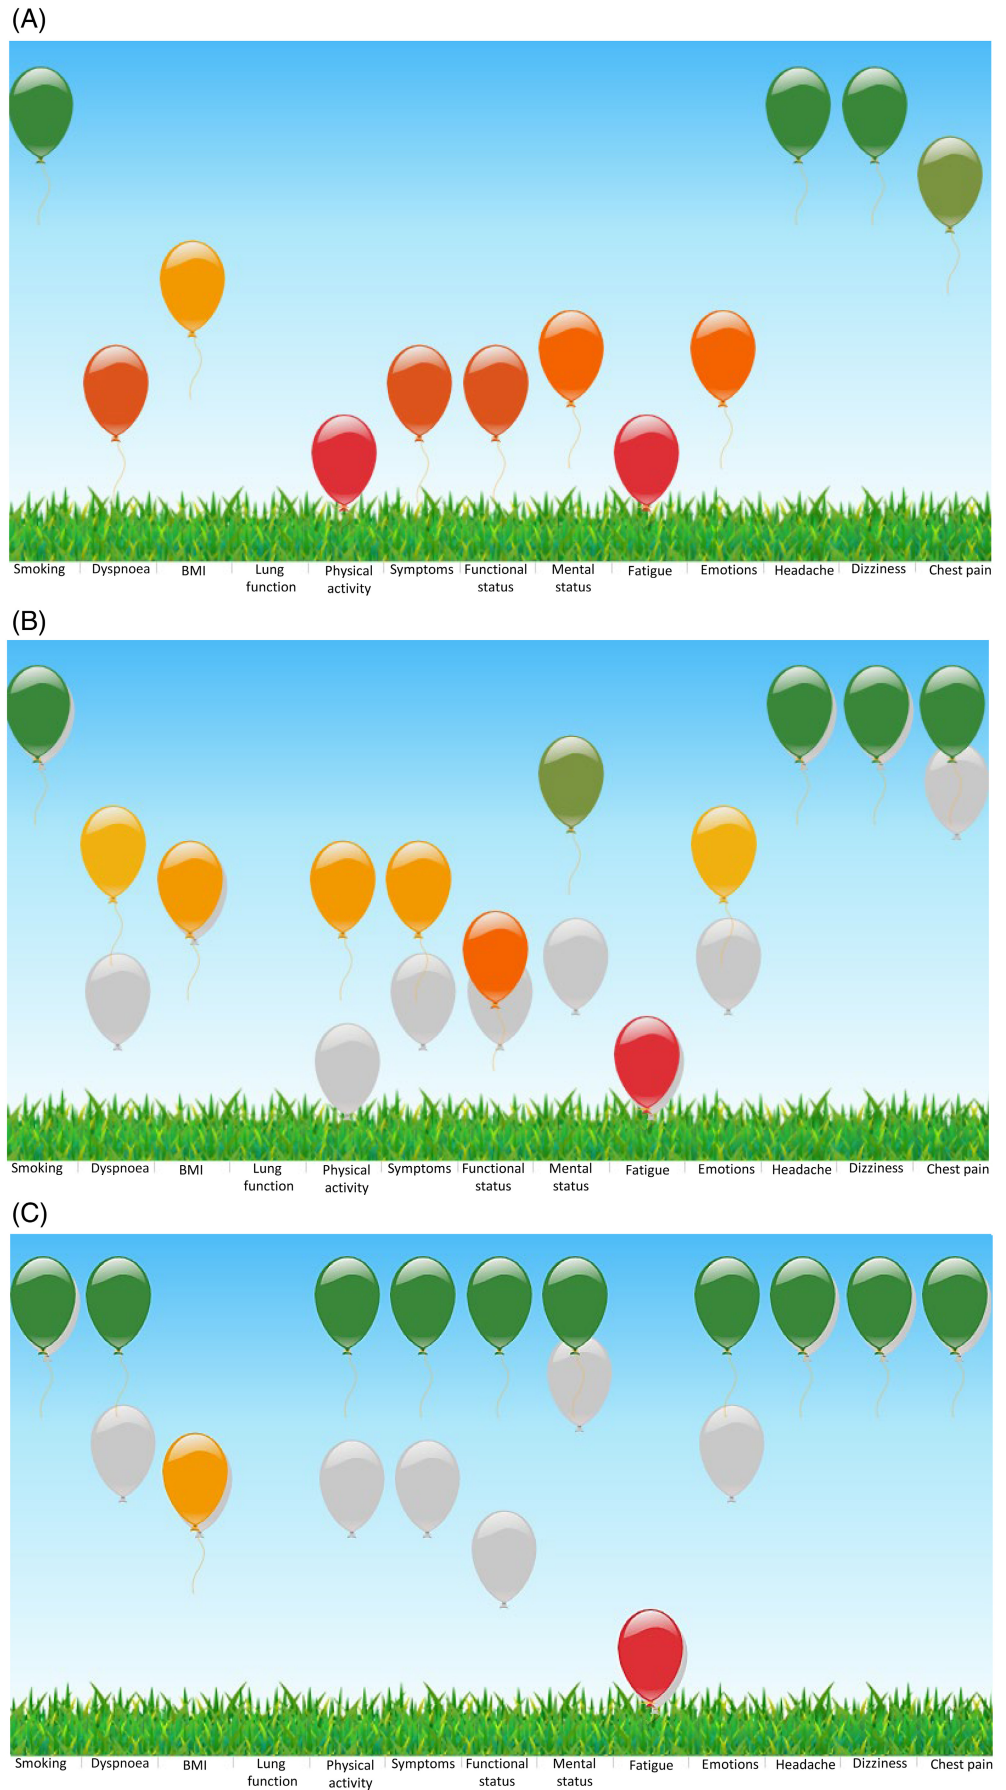 (A)
Smoking Dyspnoea BMI Lung function Physical activity Symptoms Functional status Mental status Fatigue Emotions Headache Dizziness Chest pain
(B)
Smoking Dyspnoea BMI Lung function Physical activity Symptoms Functional status Mental status Fatigue Emotions Headache Dizziness Chest pain
(C)
Smoking Dyspnoea BMI Lung function Physical activity Symptoms Functional status Mental status Fatigue Emotions Headache Dizziness Chest pain